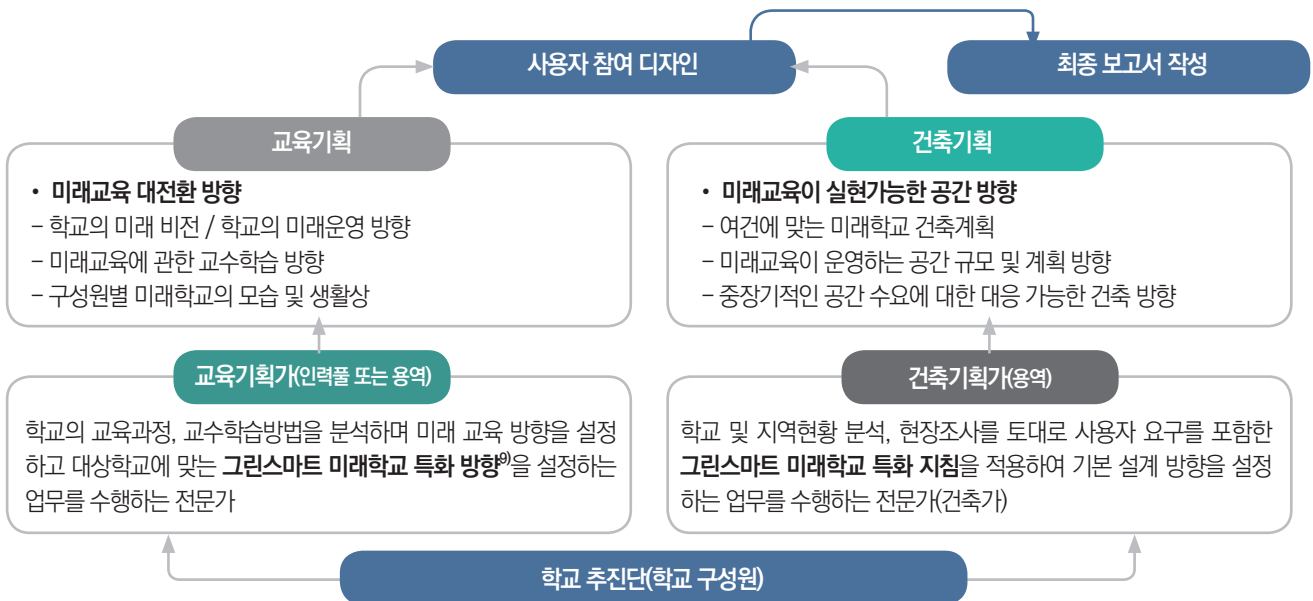 사용자 참여 디자인
최종 보고서 작성
교육기획
• 미래교육 대전환 방향
– 학교의 미래 비전 / 학교의 미래운영 방향
– 미래교육에 관한 교수학습 방향
– 구성원별 미래학교의 모습 및 생활상
건축기획
• 미래교육이 실현가능한 공간 방향
– 여건에 맞는 미래학교 건축계획
– 미래교육이 운영하는 공간 규모 및 계획 방향
– 중장기적인 공간 수요에 대한 대응 가능한 건축 방향
교육기획가(인력풀 또는 용역)
학교의 교육과정, 교수학습방법을 분석하며 미래 교육 방향을 설정
하고 대상학교에 맞는 그린스마트 미래학교 특화 방향⁹⁾을 설정하는
업무를 수행하는 전문가
건축기획가(용역)
학교 및 지역현황 분석, 현장조사를 토대로 사용자 요구를 포함한
그린스마트 미래학교 특화 지침을 적용하여 기본 설계 방향을 설정
하는 업무를 수행하는 전문가(건축가)
학교 추진단(학교 구성원)